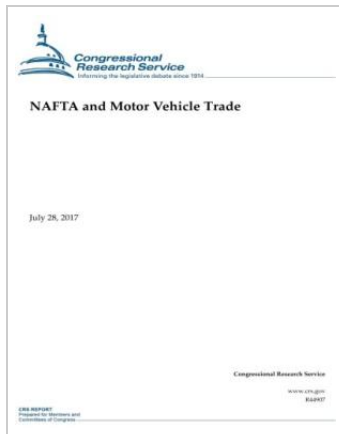 Congressional
Research Service
Informing the legislative debate since 1914
NAFTA and Motor Vehicle Trade
July 28, 2017
Congressional Research Service
www.crs.gov
R44907
CRS REPORT
Prepared for Members and
Committees of Congress